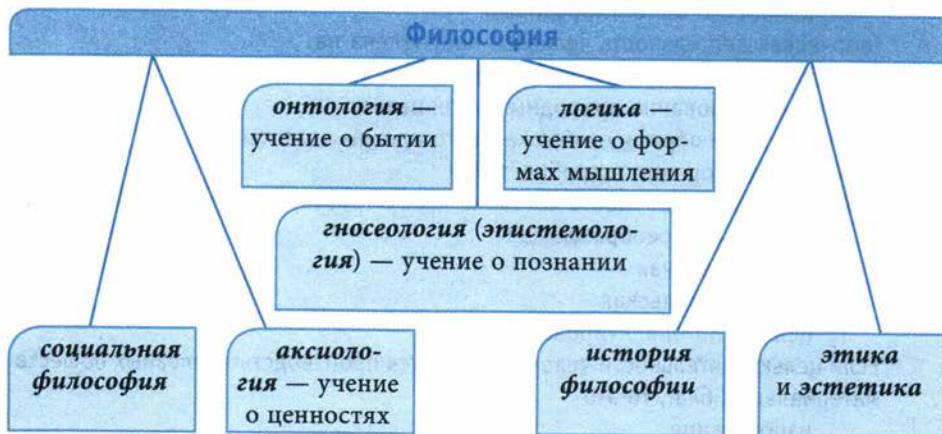 Философия
онтология —
учение о бытии
логика —
учение о фор-
мах мышления
гносеология (эпистемоло-
гия) — учение о познании
социальная
философия
аксиоло-
гия — учение
о ценностях
история
философии
этика
и эстетика